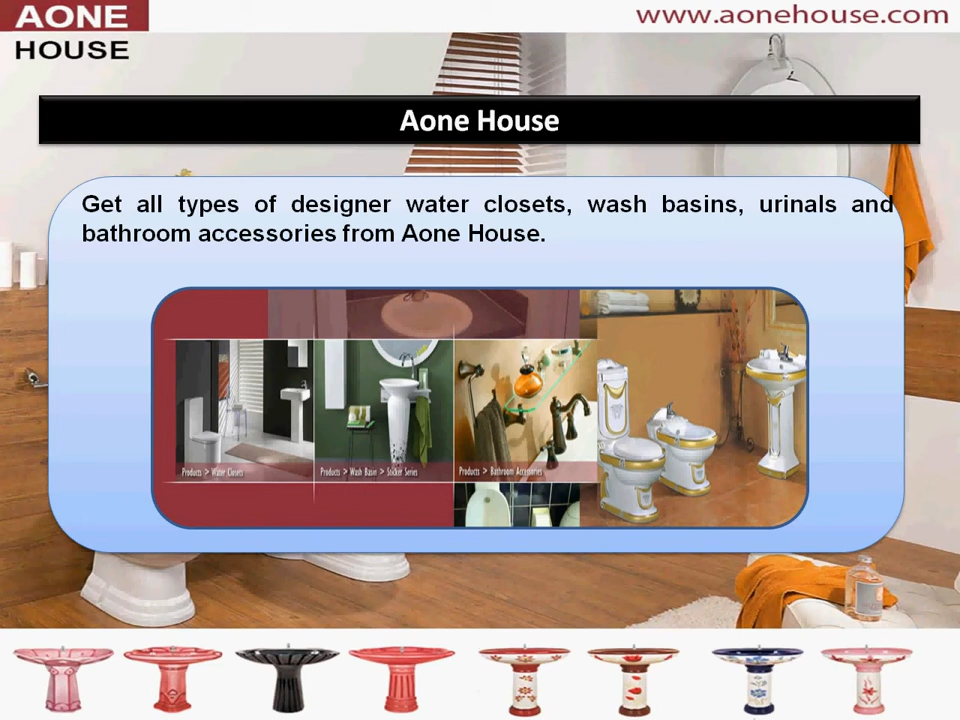 AONE
HOUSE
www.aonehouse.com
Aone House
Get all types of designer water closets, wash basins, urinals and
bathroom accessories from Aone House.
Products > Water Closets
Products > Wash Basin > Sticker Series
Products > Bathroom Accessories